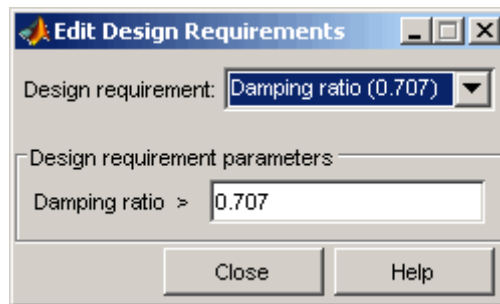 Edit Design Requirements
Design requirement: Damping ratio (0.707)
Design requirement parameters
Damping ratio > 0.707
Close Help